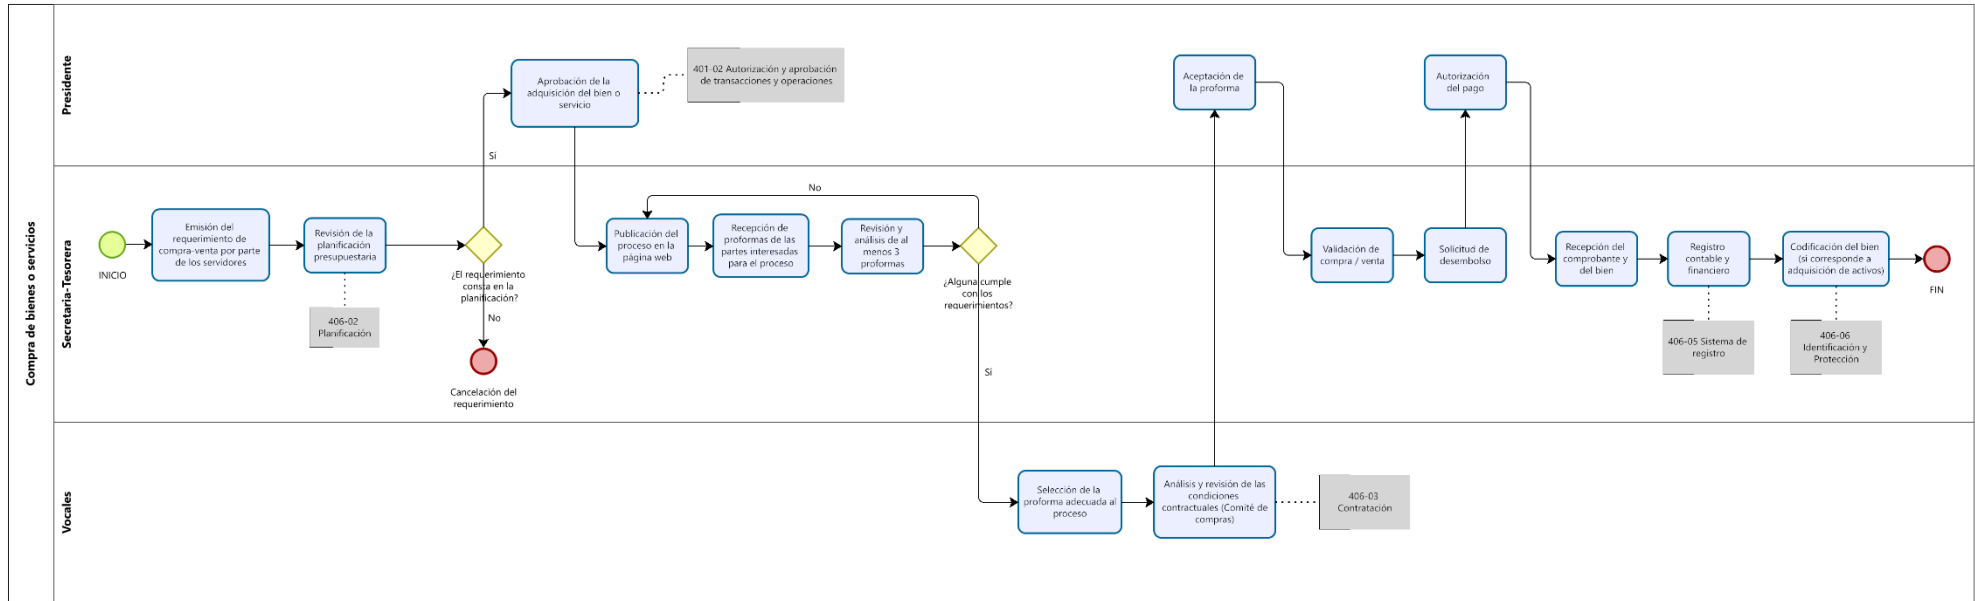 Compra de bienes o servicios
Presidente
Aprobación de la
adquisición del bien o
servicio
401-02 Autorización y aprobación
de transacciones y operaciones
Aceptación de
la proforma
Autorización
del pago
Sí
Secretaria-Tesorera
INICIO
Emisión del
requerimiento de
compra-venta por parte
de los servidores
Revisión de la
planificación
presupuestaria
406-02
Planificación
¿El requerimiento
consta en la
planificación?
No
Cancelación del
requerimiento
No
Publicación del
proceso en la
página web
Recepción de
proformas de las
partes interesadas
para el proceso
Revisión y
análisis de al
menos 3
proformas
¿Alguna cumple
con los
requerimientos?
Sí
Validación de
compra / venta
Solicitud de
desembolso
Recepción del
comprobante y
del bien
Registro
contable y
financiero
406-05 Sistema de
registro
Codificación del bien
(si corresponde a
adquisición de activos)
406-06
Identificación y
Protección
FIN
Vocales
Selección de la
proforma adecuada al
proceso
Análisis y revisión de las
condiciones
contractuales (Comité de
compras)
406-03
Contratación